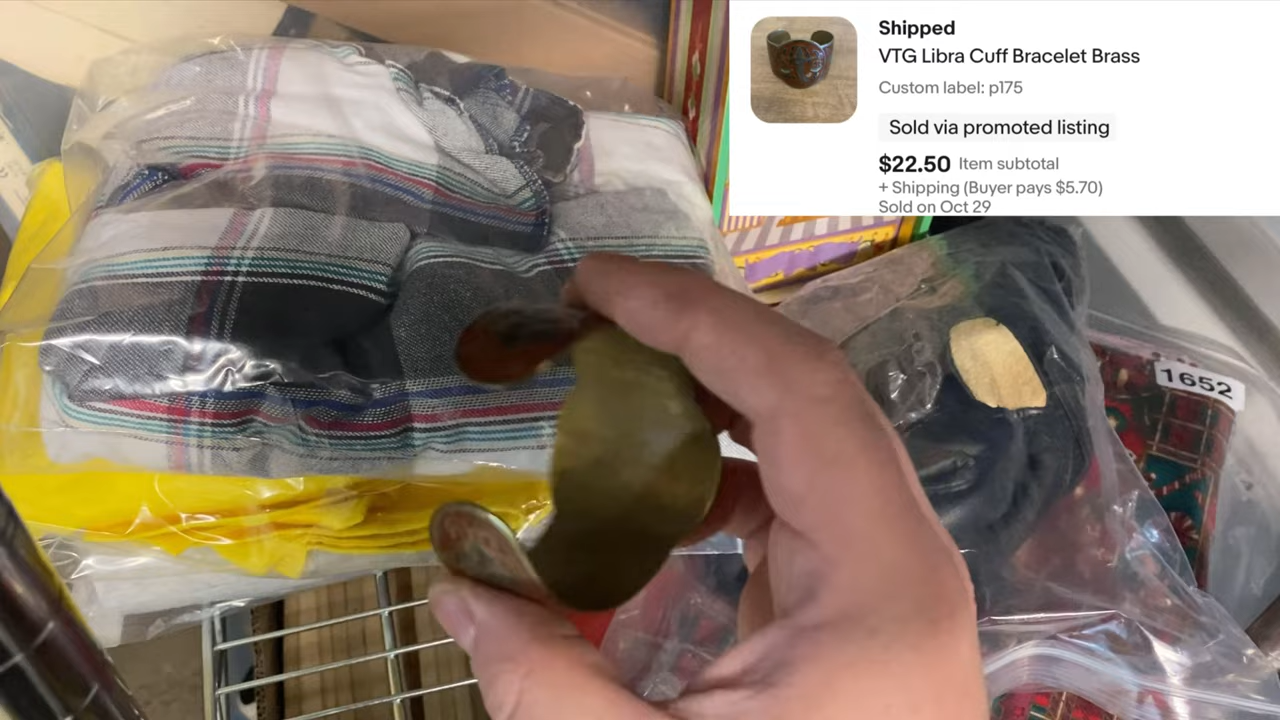 Shipped
VTG Libra Cuff Bracelet Brass
Custom label: p175
Sold via promoted listing
$22.50 Item subtotal
+ Shipping (Buyer pays $5.70)
Sold on Oct 29
1652